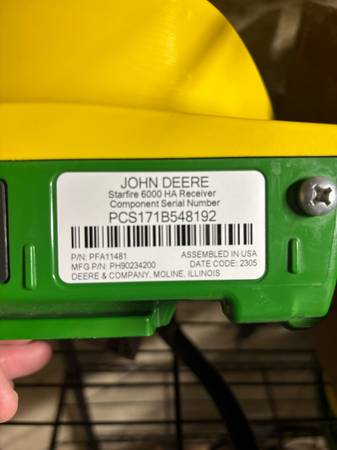 JOHN DEERE
Starfire 6000 HA Receiver
Component Serial Number
PCS171B548192
P/N: PFA11481 ASSEMBLED IN USA
MFG P/N: PH90234200 DATE CODE: 2305
DEERE & COMPANY, MOLINE, ILLINOIS